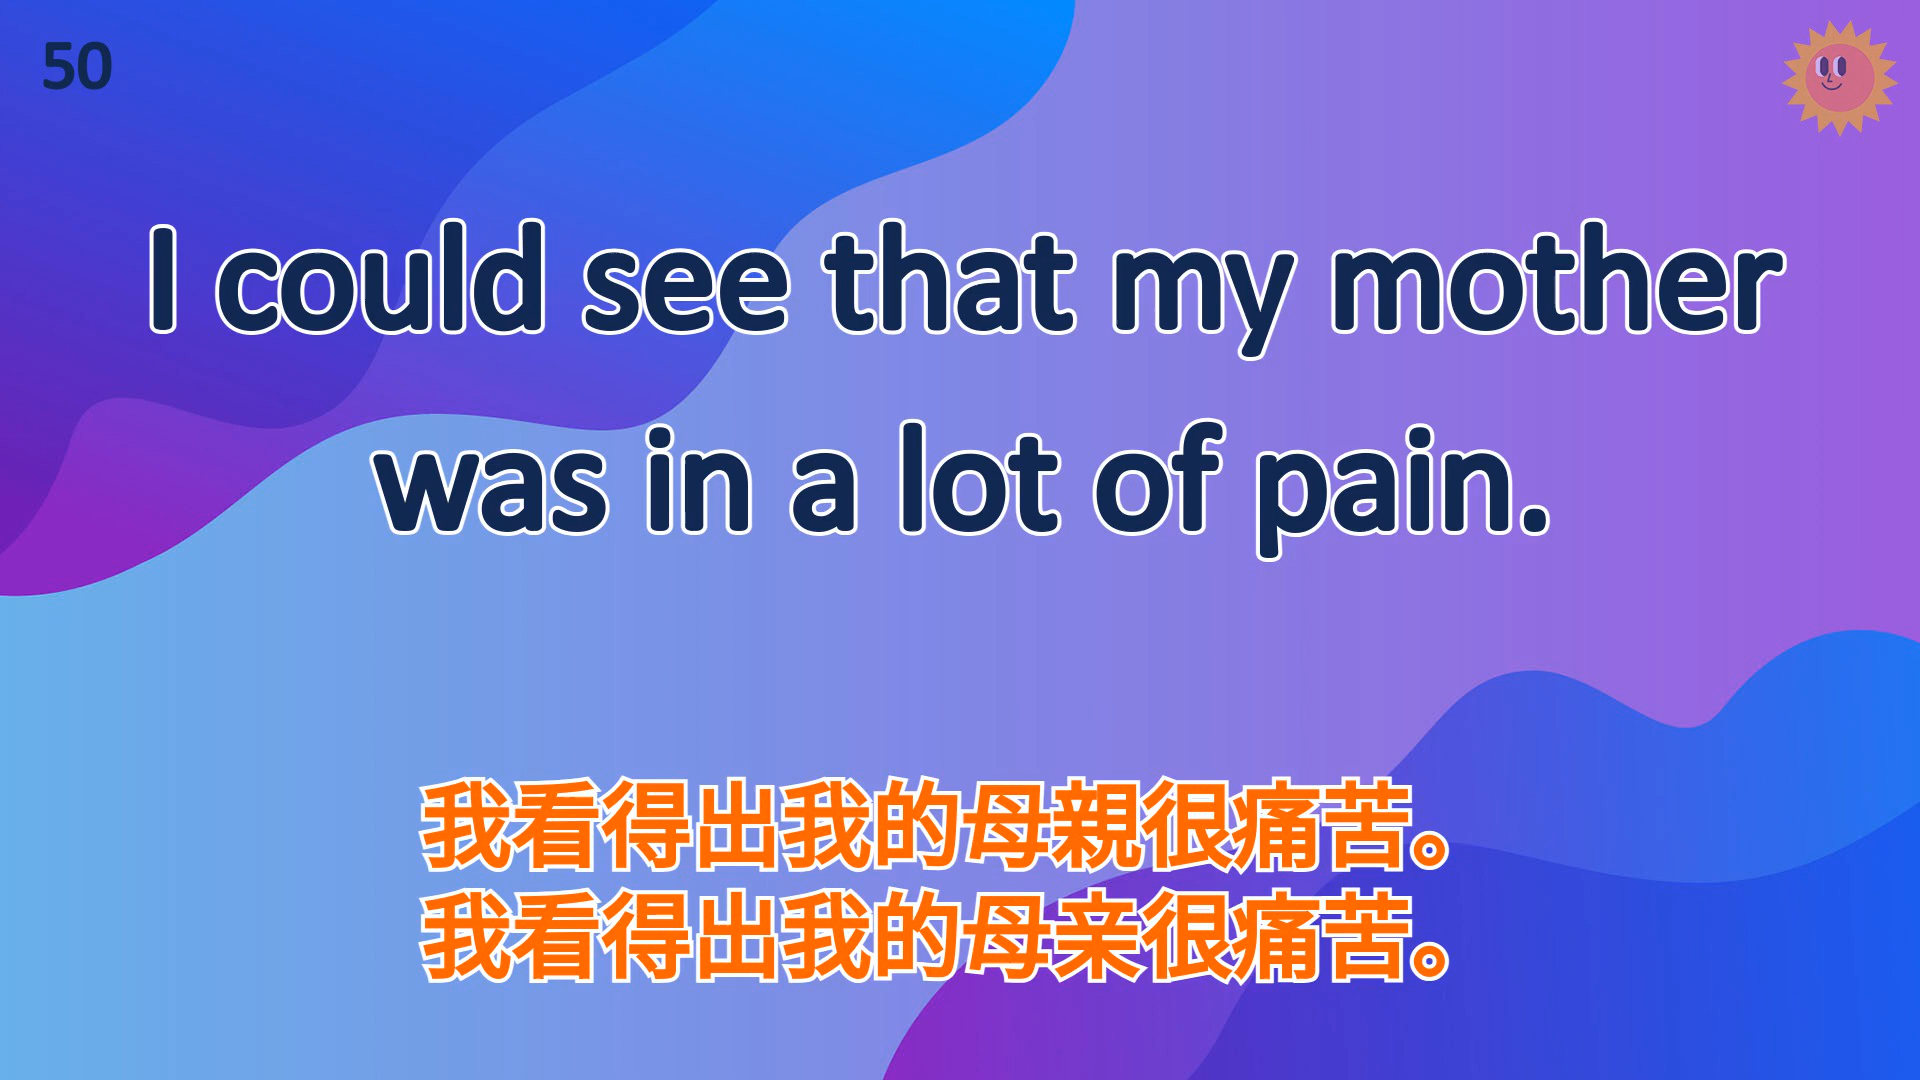 50
I could see that my mother
was in a lot of pain.
我看得出我的母親很痛苦。
我看得出我的母亲很痛苦。